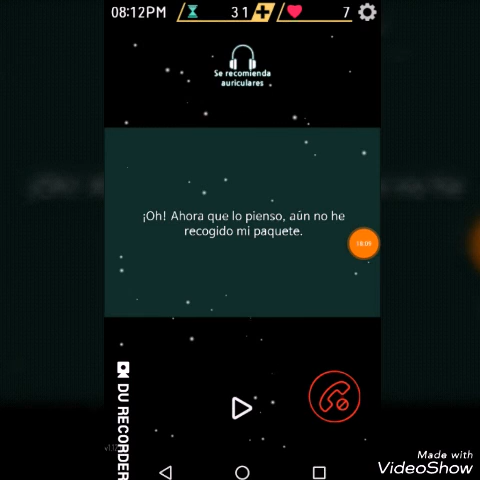 08:12PM 31 7
Se recomienda
auriculares
¡Oh! Ahora que lo pienso, aún no he
recogido mi paquete.
DU RECORDER
Made with
VideoShow